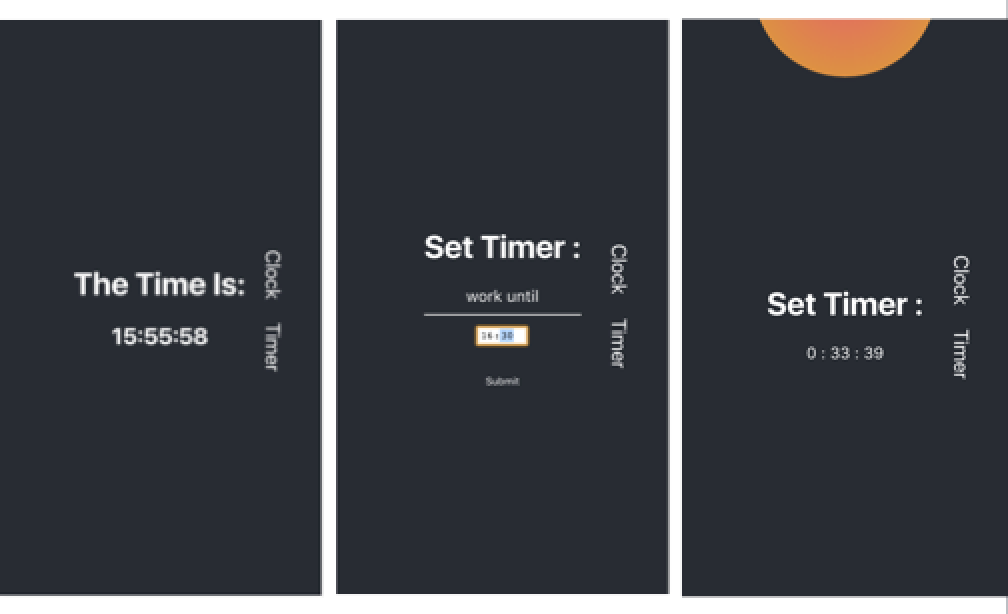 The Time Is:
15:55:58
Clock
Timer
Set Timer :
work until
16:30
Submit
Clock
Timer
Set Timer :
0 : 33 : 39
Clock
Timer